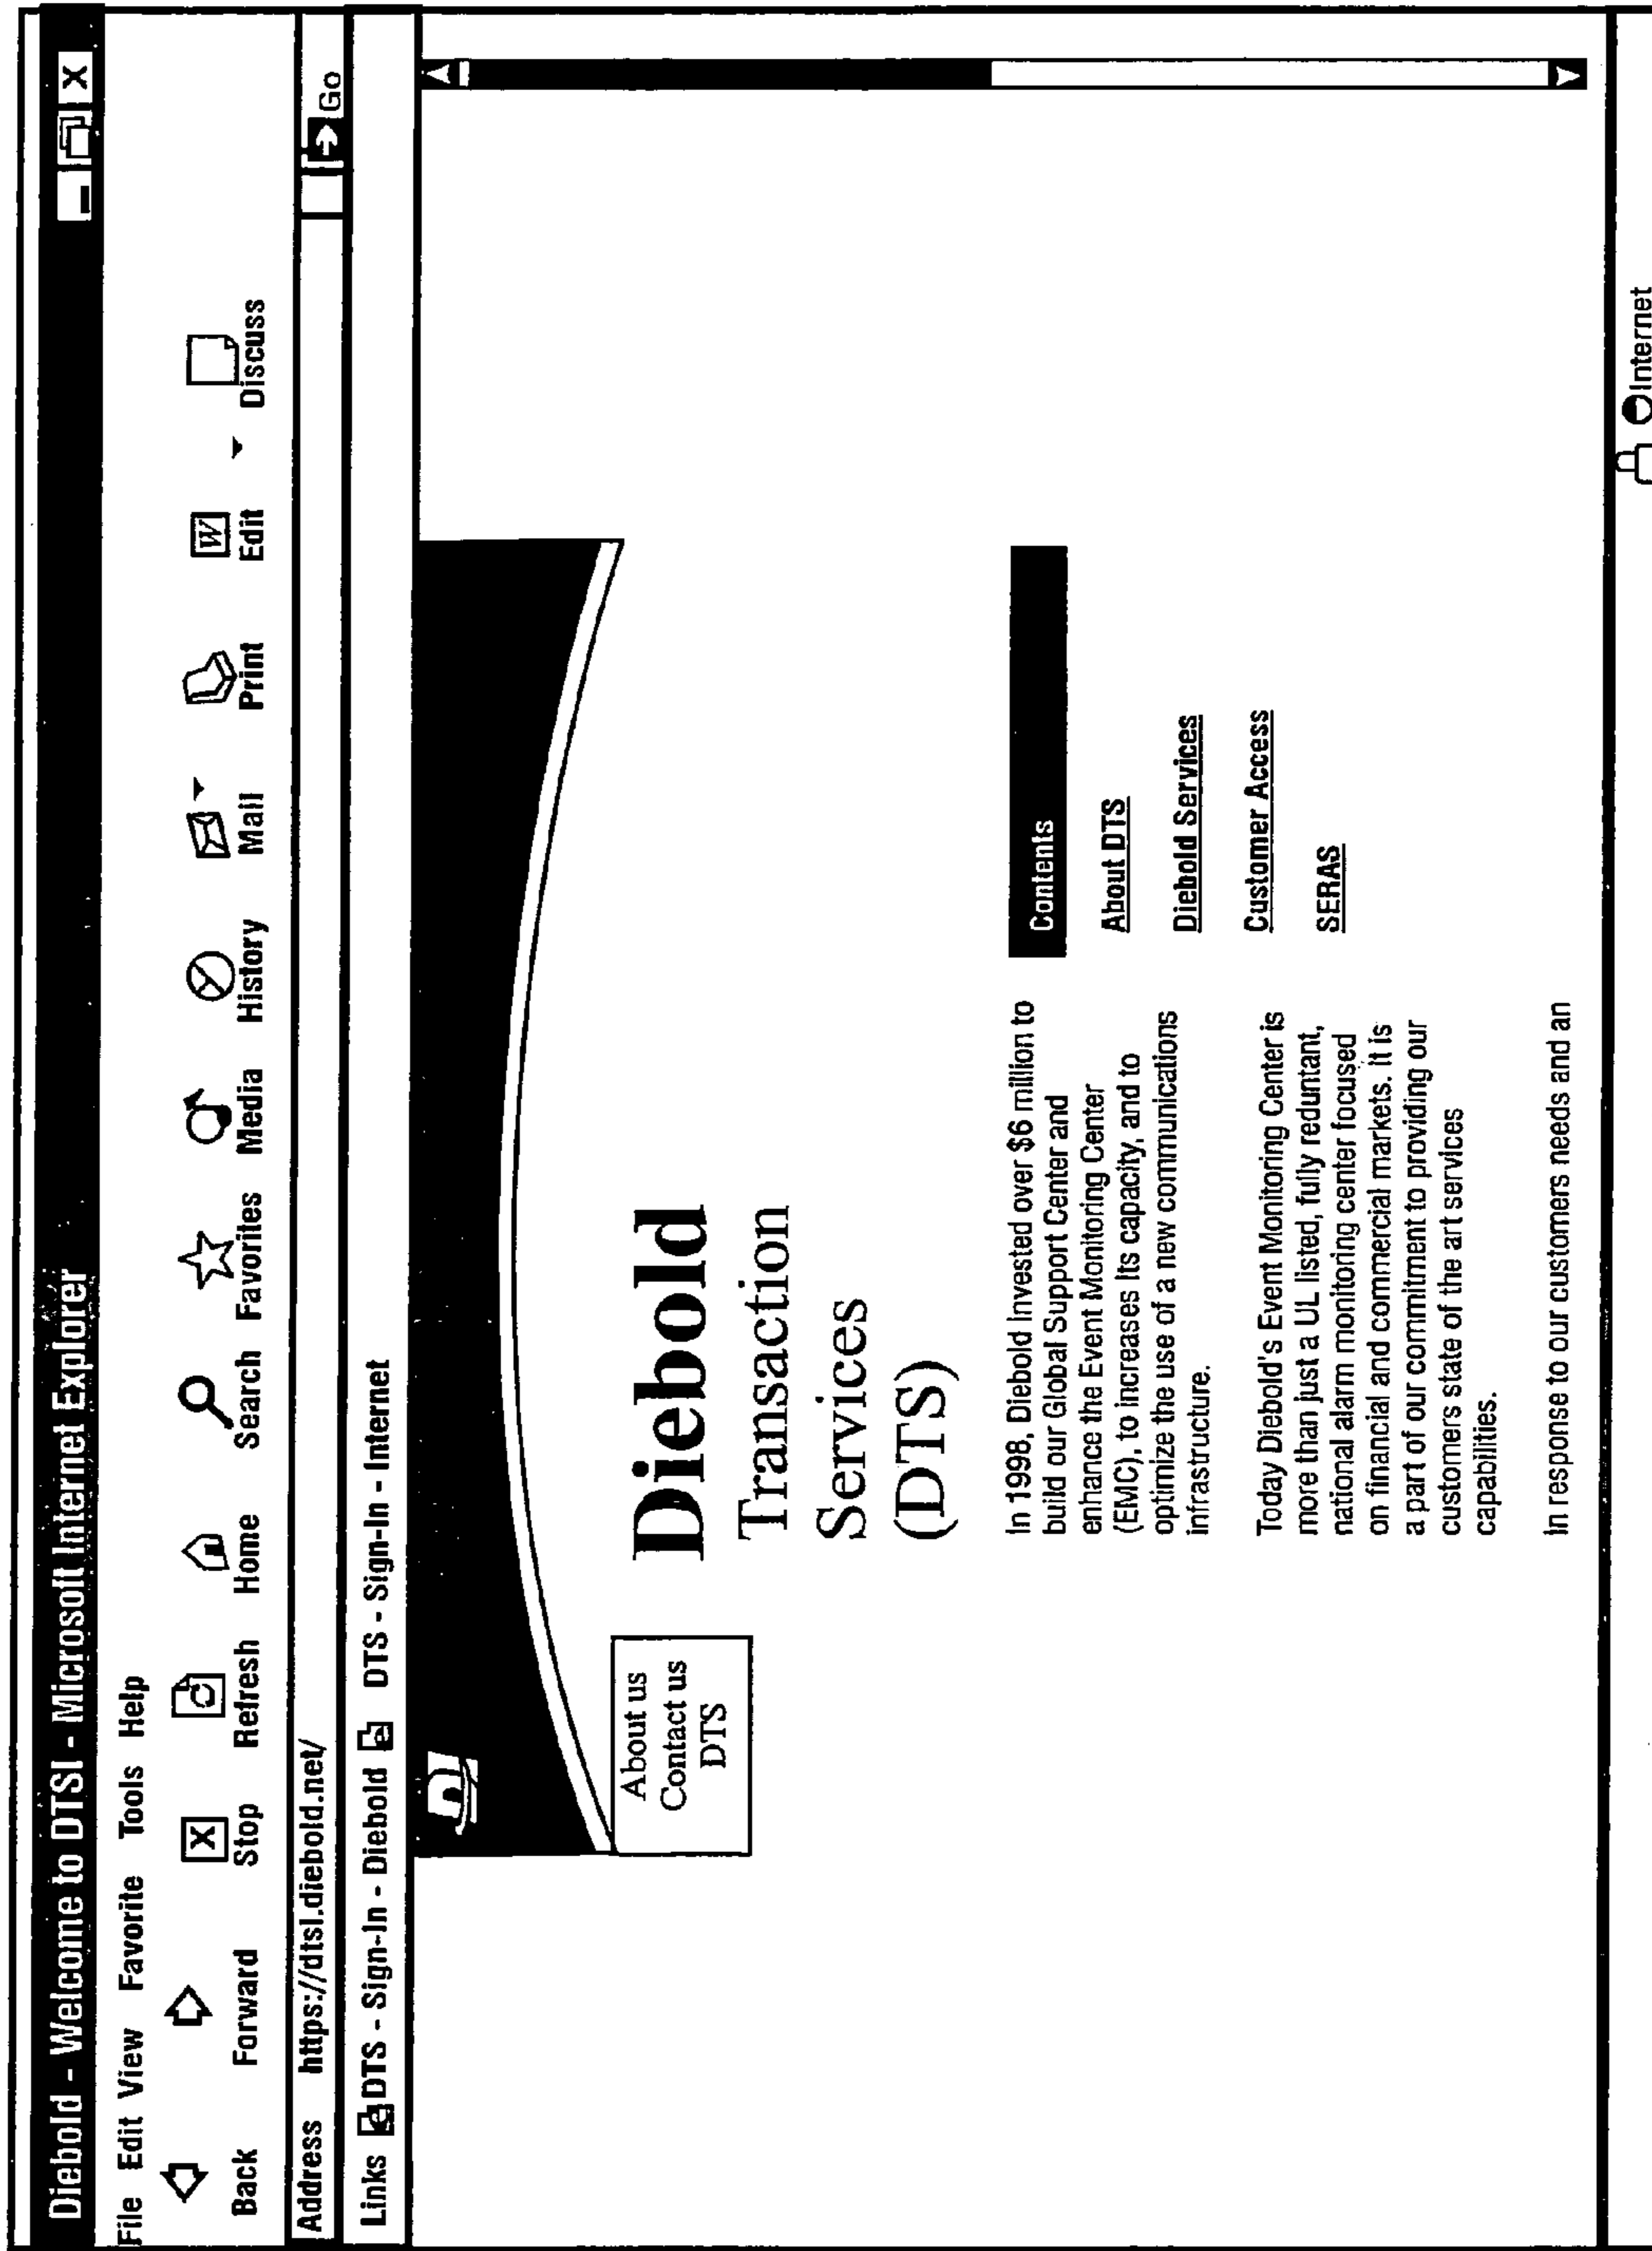 Diebold - Welcome to DTSI - Microsoft Internet Explorer
File Edit View Favorite Tools Help
Back Forward Stop Refresh Home Search Favorites Media History Mail Print Edit Discuss
Address https://dtsl.diebold.net/ Go
Links DTS - Sign-In - Diebold DTS - Sign-In - Internet
About us
Contact us
DTS
Diebold
Transaction
Services
(DTS)
In 1998, Diebold Invested over $6 million to
build our Global Support Center and
enhance the Event Monitoring Center
(EMC), to increases Its capacity, and to
optimize the use of a new communications
infrastructure.
Today Diebold's Event Monitoring Center is
more than just a UL listed, fully reduntant,
national alarm monitoring center focused
on financial and commercial markets. it is
a part of our commitment to providing our
customers state of the art services
capabilities.
In response to our customers needs and an
Contents
About DTS
Diebold Services
Customer Access
SERAS
Internet